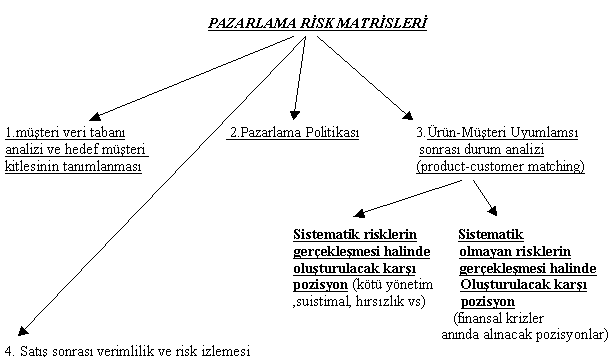 PAZARLAMA RİSK MATRİSLERİ
1.müşteri veri tabanı
analizi ve hedef müşteri
kitlesinin tanımlanması
2.Pazarlama Politikası
3.Ürün-Müşteri Uyumlamsı
sonrası durum analizi
(product-customer matching)
Sistematik risklerin
gerçekleşmesi halinde
oluşturulacak karşı
pozisyon (kötü yönetim
,suistimal, hırsızlık vs)
Sistematik
olmayan risklerin
gerçekleşmesi halinde
Oluşturulacak karşı
pozisyon
(finansal krizler
anında alınacak pozisyonlar)
4. Satış sonrası verimlilik ve risk izlemesi